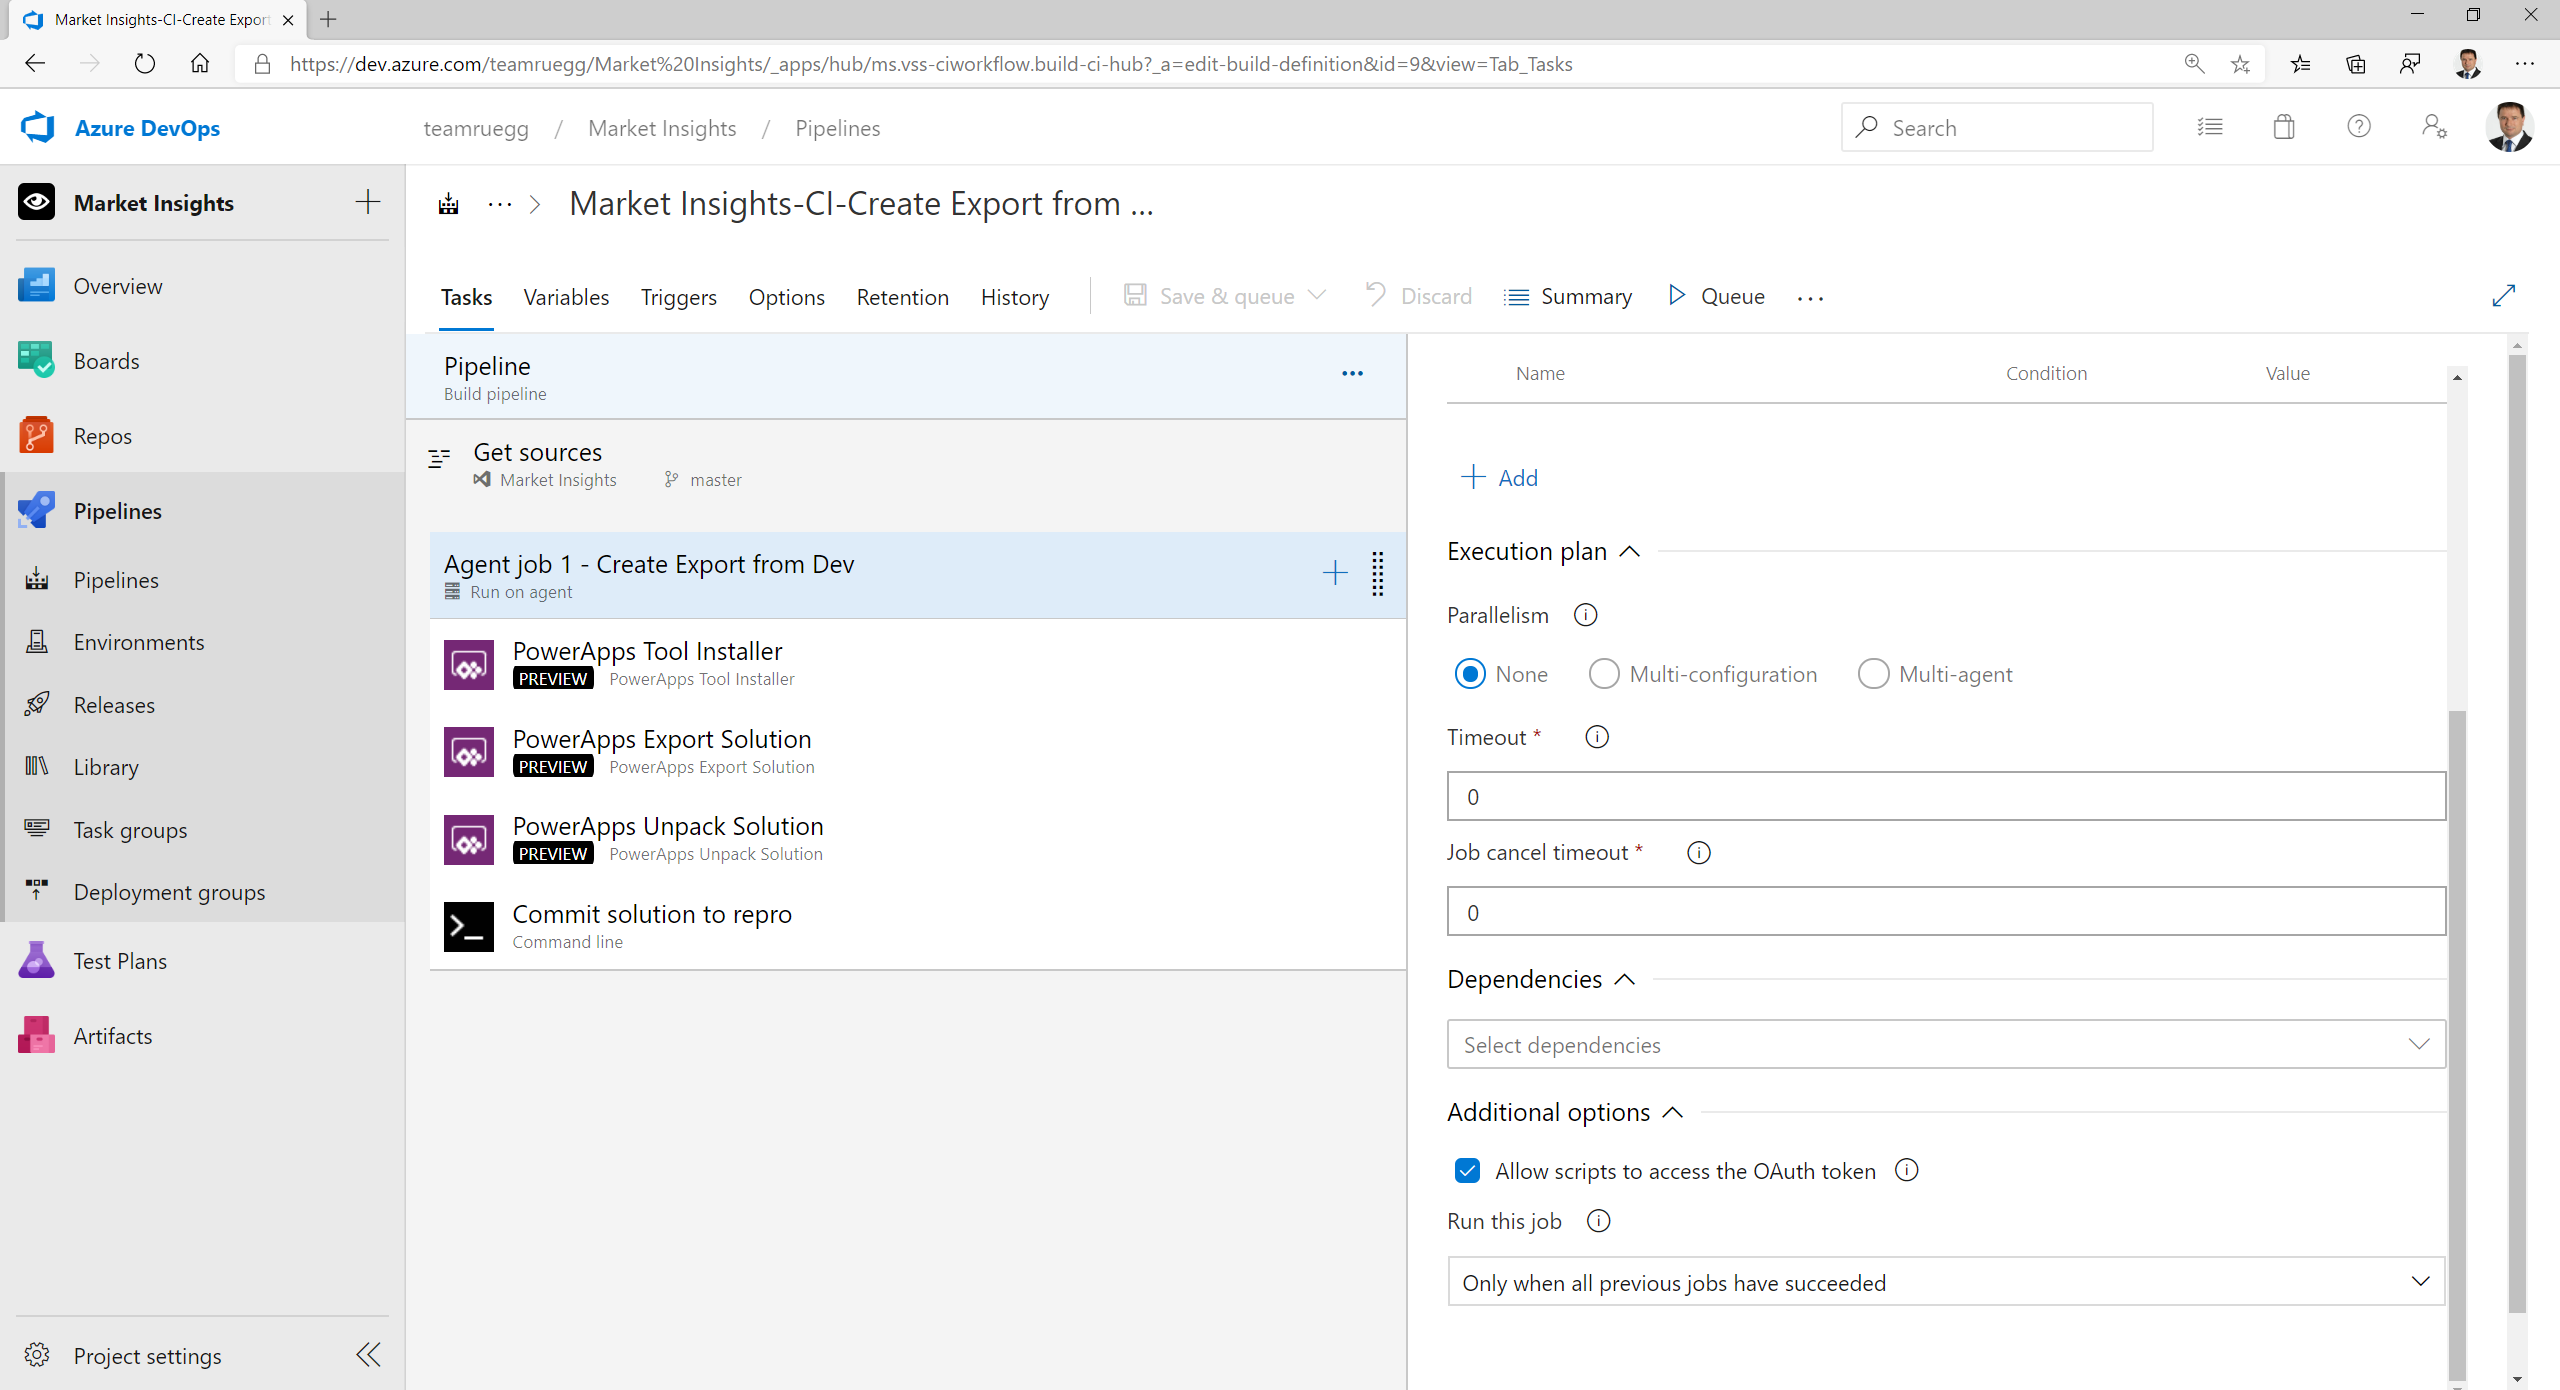 Market Insights-CI-Create Export
https://dev.azure.com/teamruegg/Market%20Insights/_apps/hub/ms.vss-ciworkflow.build-ci-hub?_a=edit-build-definition&id=9&view=Tab_Tasks
Azure DevOps
teamruegg / Market Insights / Pipelines
Search
Market Insights
Overview
Boards
Repos
Pipelines
Pipelines
Environments
Releases
Library
Task groups
Deployment groups
Test Plans
Artifacts
Project settings
... > Market Insights-CI-Create Export from ...
Tasks Variables Triggers Options Retention History Save & queue Discard Summary Queue ...
Pipeline
...
Build pipeline
Get sources
Market Insights master
Agent job 1 - Create Export from Dev
Run on agent
PowerApps Tool Installer
PREVIEW PowerApps Tool Installer
PowerApps Export Solution
PREVIEW PowerApps Export Solution
PowerApps Unpack Solution
PREVIEW PowerApps Unpack Solution
Commit solution to repro
Command line
Name Condition Value
+ Add
Execution plan
Parallelism
None Multi-configuration Multi-agent
Timeout *
0
Job cancel timeout *
0
Dependencies
Select dependencies
Additional options
Allow scripts to access the OAuth token
Run this job
Only when all previous jobs have succeeded